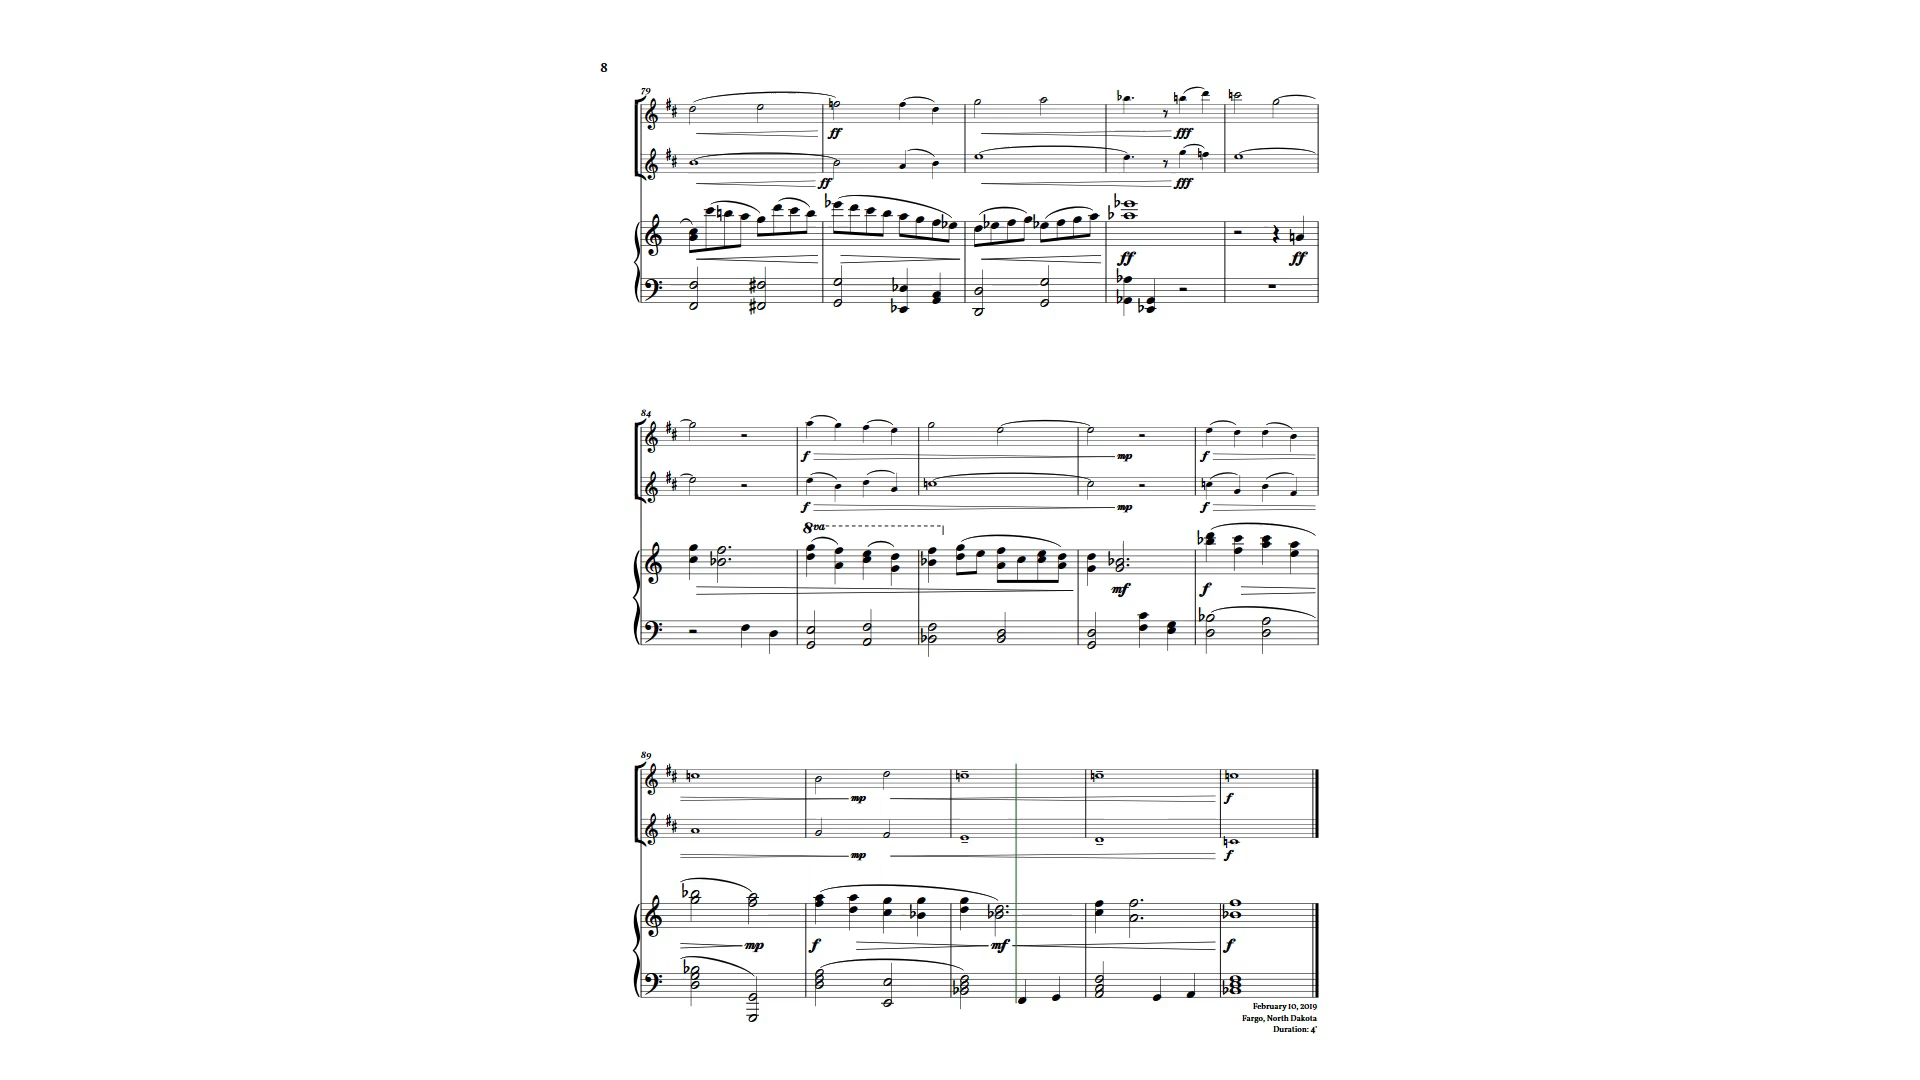 8
79
ff fff
ff fff
ff ff
84
f mp f
f mp f
8va
mf f
89
mp f
mp f
mp f mf f
February 10, 2019
Fargo, North Dakota
Duration: 4'